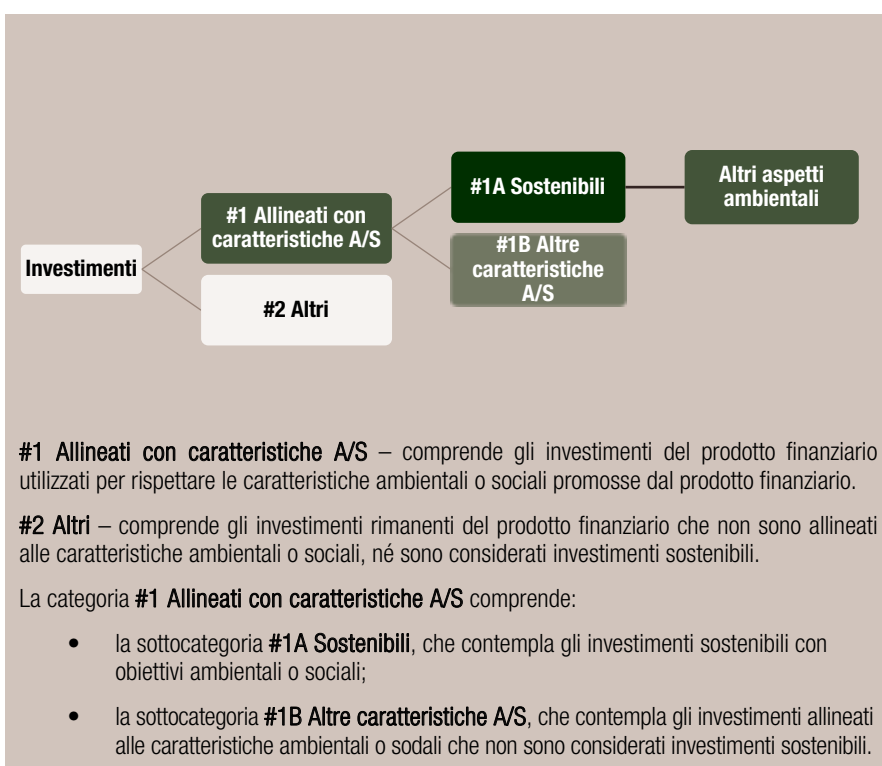 Investimenti
#1 Allineati con
caratteristiche A/S
#2 Altri
#1A Sostenibili
#1B Altre
caratteristiche
A/S
Altri aspetti
ambientali
#1 Allineati con caratteristiche A/S – comprende gli investimenti del prodotto finanziario
utilizzati per rispettare le caratteristiche ambientali o sociali promosse dal prodotto finanziario.
#2 Altri – comprende gli investimenti rimanenti del prodotto finanziario che non sono allineati
alle caratteristiche ambientali o sociali, né sono considerati investimenti sostenibili.
La categoria #1 Allineati con caratteristiche A/S comprende:
• la sottocategoria #1A Sostenibili, che contempla gli investimenti sostenibili con
obiettivi ambientali o sociali;
• la sottocategoria #1B Altre caratteristiche A/S, che contempla gli investimenti allineati
alle caratteristiche ambientali o sodali che non sono considerati investimenti sostenibili.